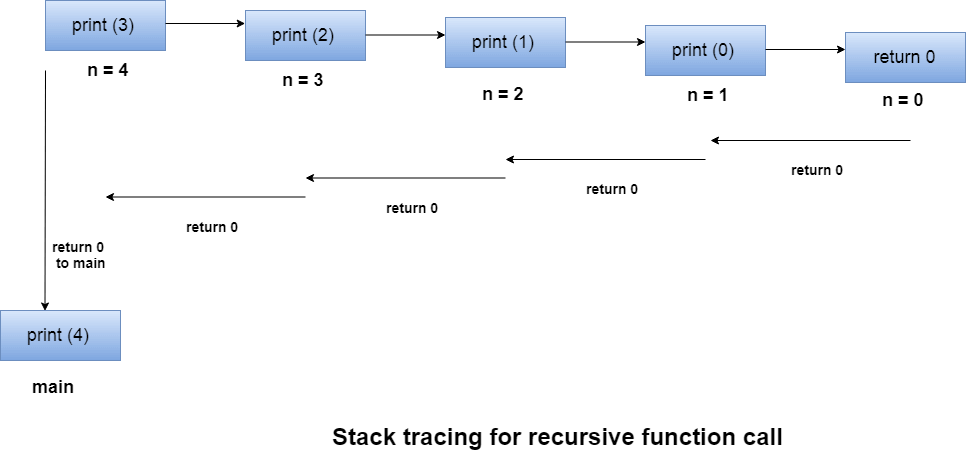 print (3)
print (2)
print (1)
print (0)
return 0
n = 4
n = 3
n = 2
n = 1
n = 0
return 0
return 0
return 0
return 0
return 0
to main
print (4)
main
Stack tracing for recursive function call